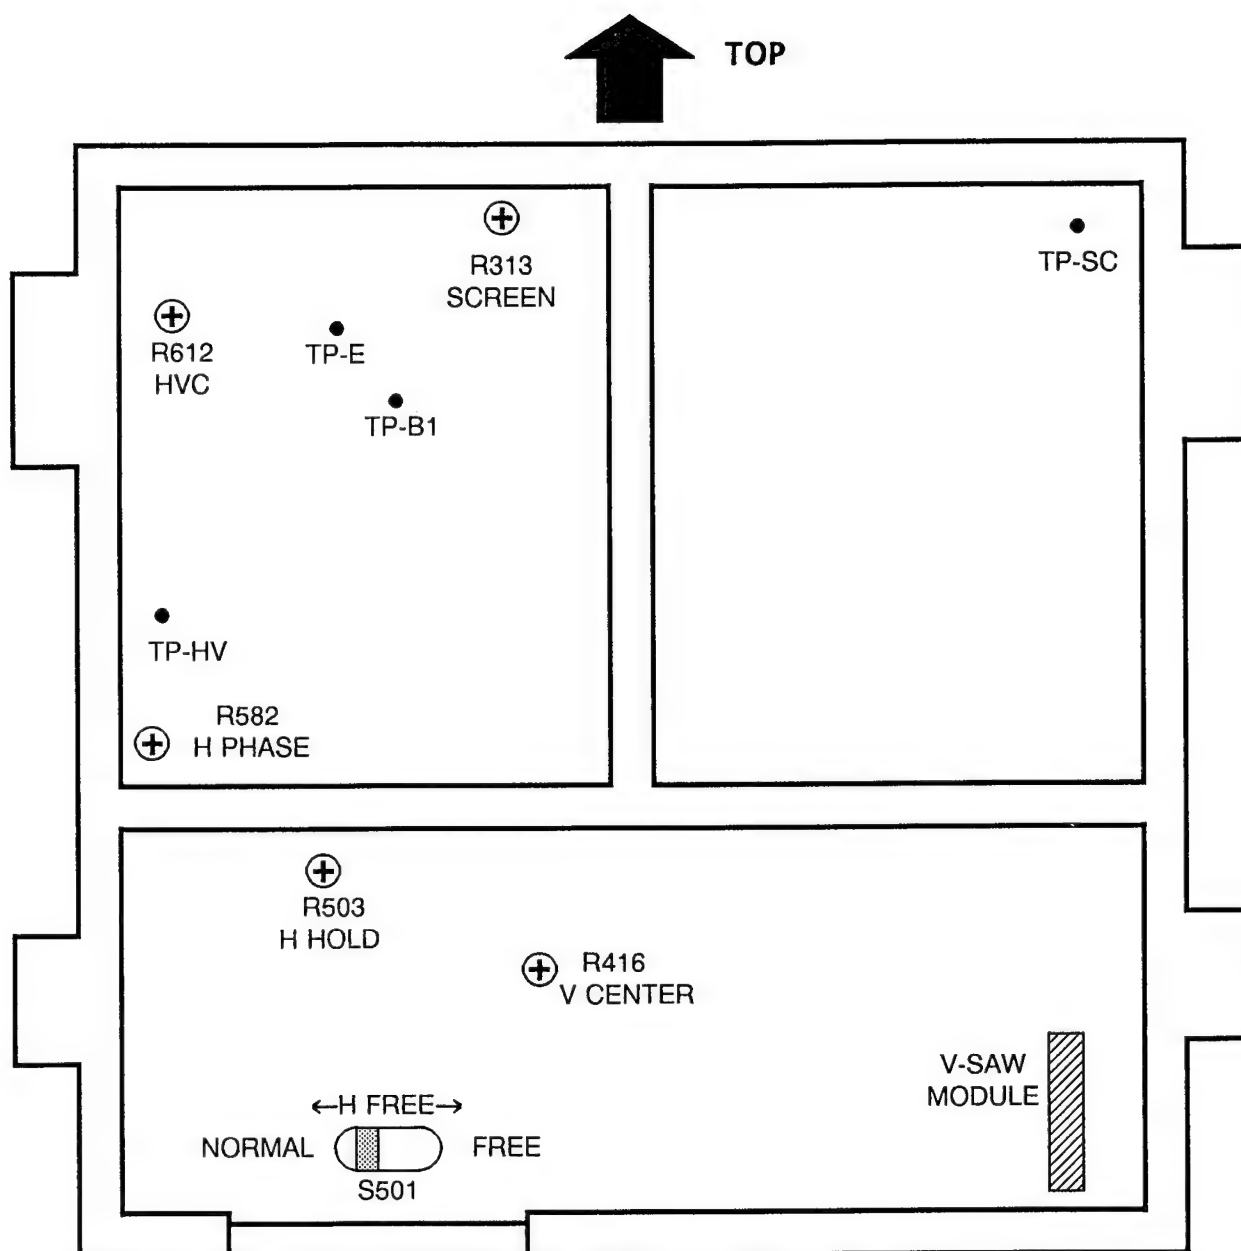 TOP
R313
SCREEN
TP-SC
R612
HVC
TP-E
TP-B1
TP-HV
R582
H PHASE
R503
H HOLD
R416
V CENTER
V-SAW
MODULE
←H FREE→
NORMAL
FREE
S501